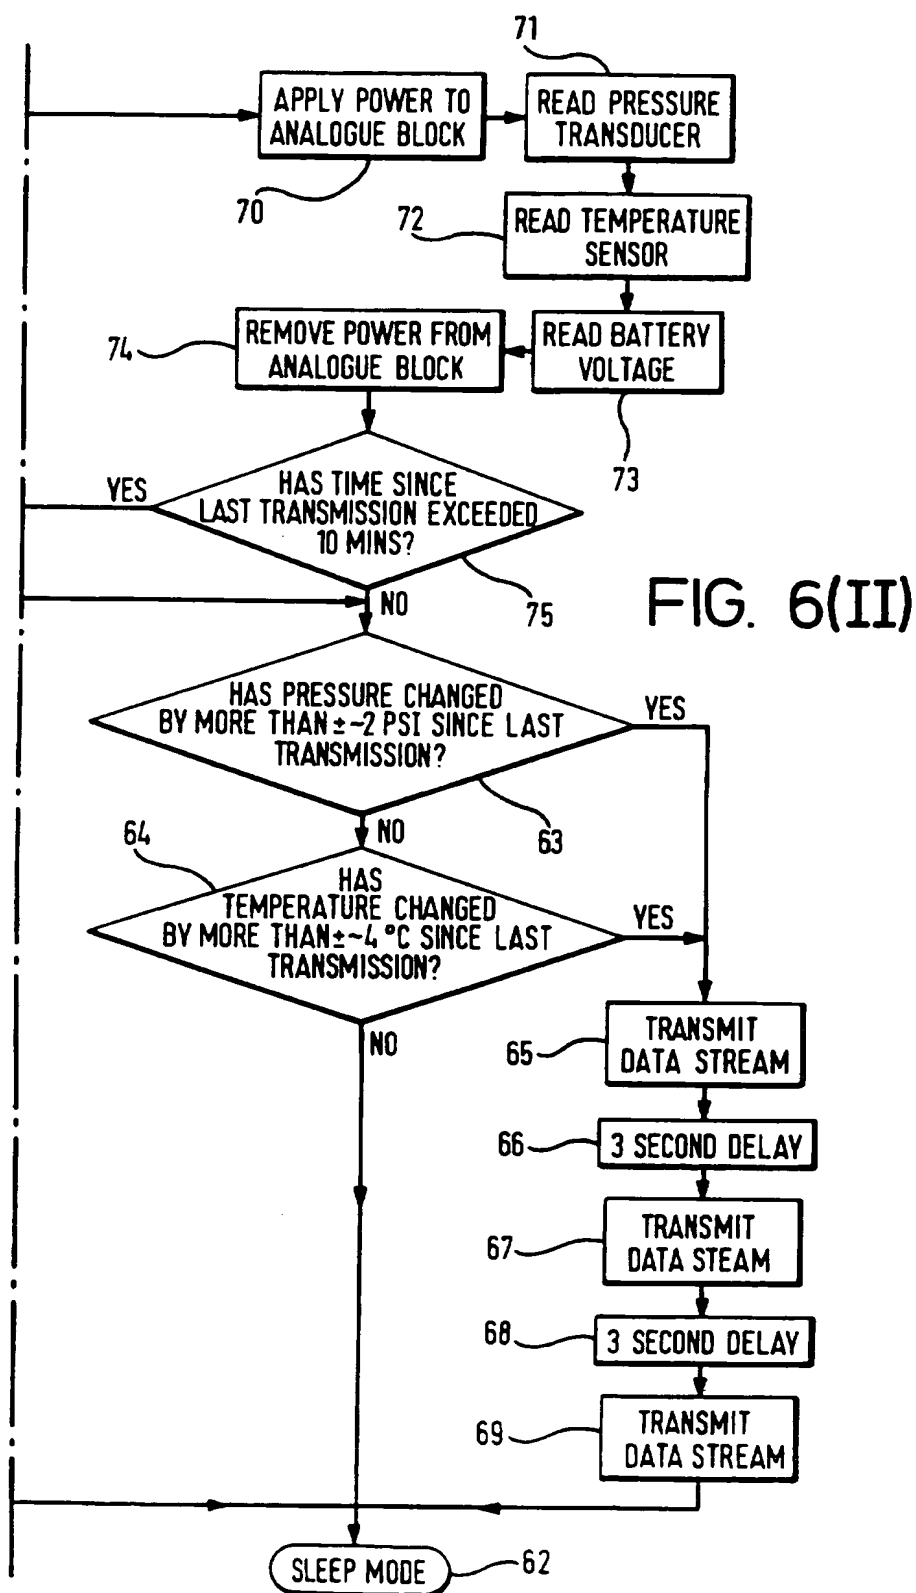 71
APPLY POWER TO
ANALOGUE BLOCK
READ PRESSURE
TRANSDUCER
70
72
READ TEMPERATURE
SENSOR
74
REMOVE POWER FROM
ANALOGUE BLOCK
READ BATTERY
VOLTAGE
73
YES
HAS TIME SINCE
LAST TRANSMISSION EXCEEDED
10 MINS?
NO
75
FIG. 6(II)
HAS PRESSURE CHANGED
BY MORE THAN ±~2 PSI SINCE LAST
TRANSMISSION?
YES
63
NO
64
HAS
TEMPERATURE CHANGED
BY MORE THAN ±~4 °C SINCE LAST
TRANSMISSION?
YES
NO
65
TRANSMIT
DATA STREAM
66
3 SECOND DELAY
67
TRANSMIT
DATA STEAM
68
3 SECOND DELAY
69
TRANSMIT
DATA STREAM
SLEEP MODE
62